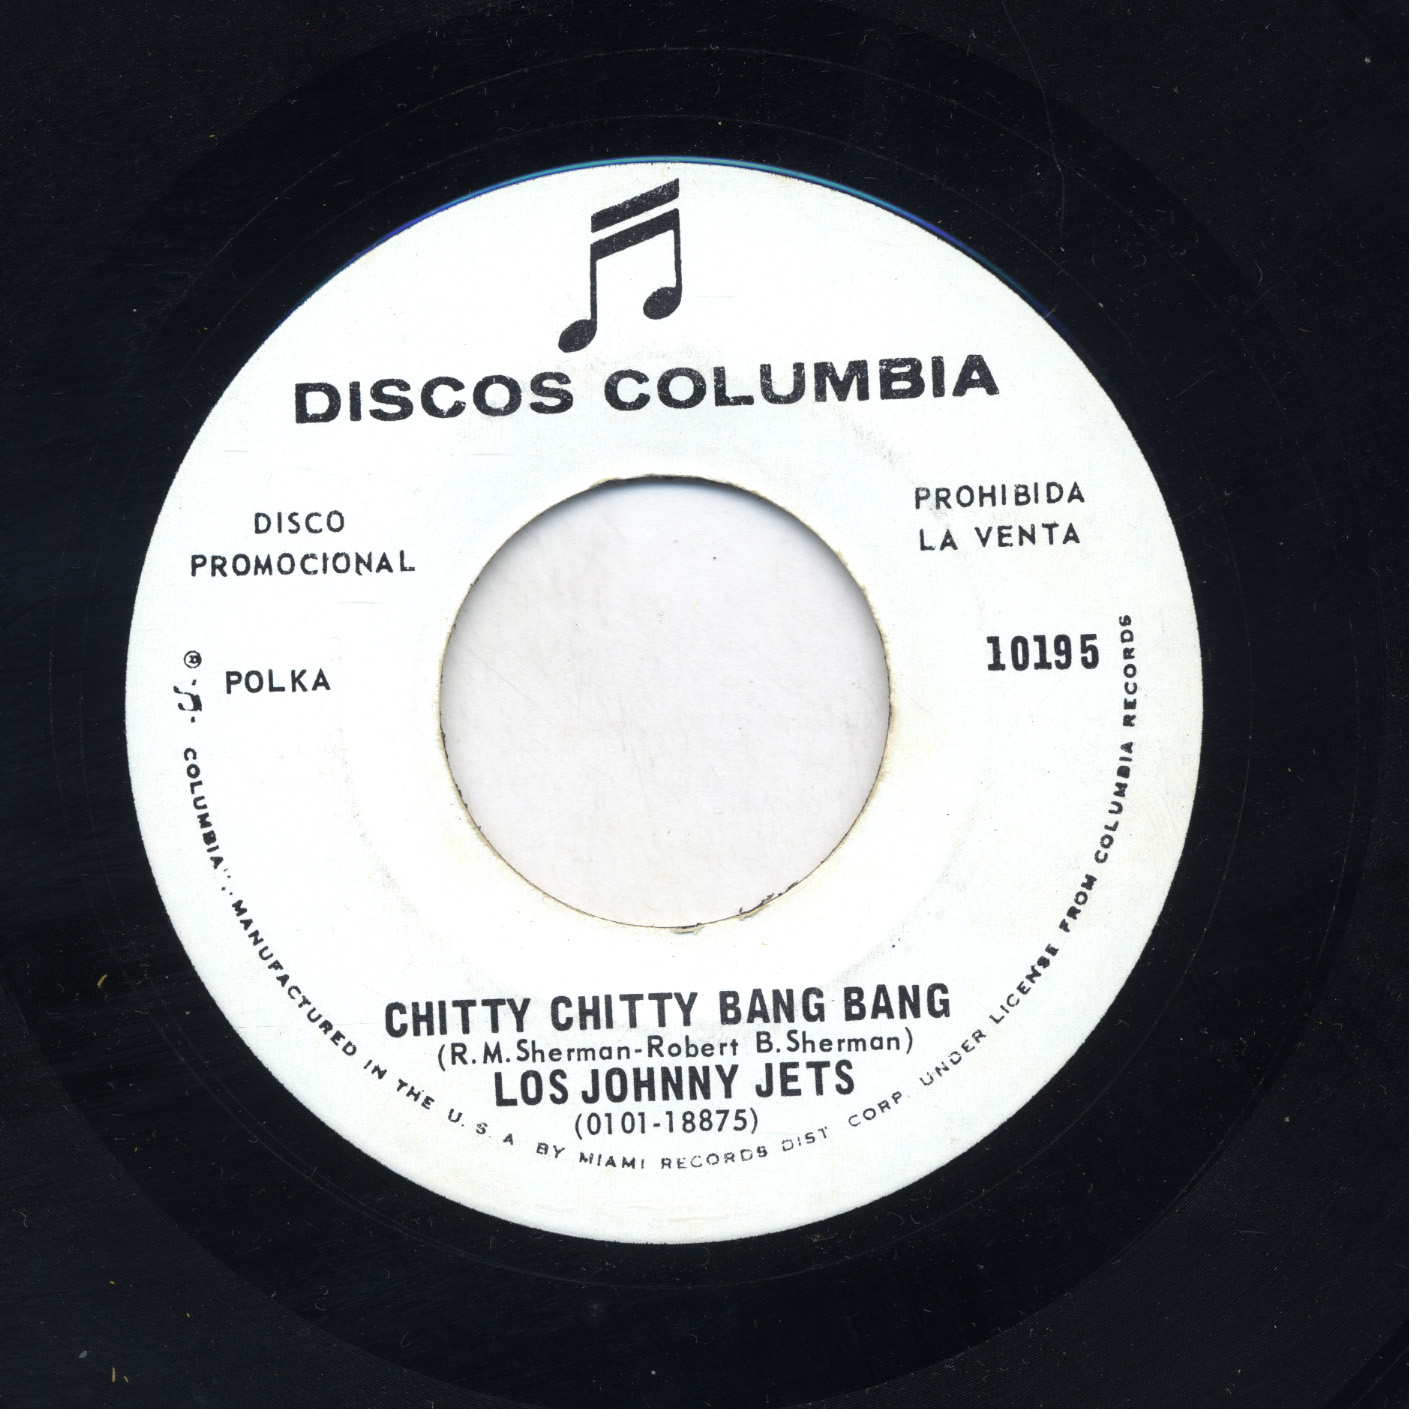 DISCOS COLUMBIA
DISCO
PROMOCIONAL
PROHIBIDA
LA VENTA
POLKA
10195
CHITTY CHITTY BANG BANG
(R.M.Sherman-Robert B.Sherman)
LOS JOHNNY JETS
(0101-18875)
® "COLUMBIA". MANUFACTURED IN THE U.S.A. BY MIAMI RECORDS DIST. CORP. UNDER LICENSE FROM COLUMBIA RECORDS